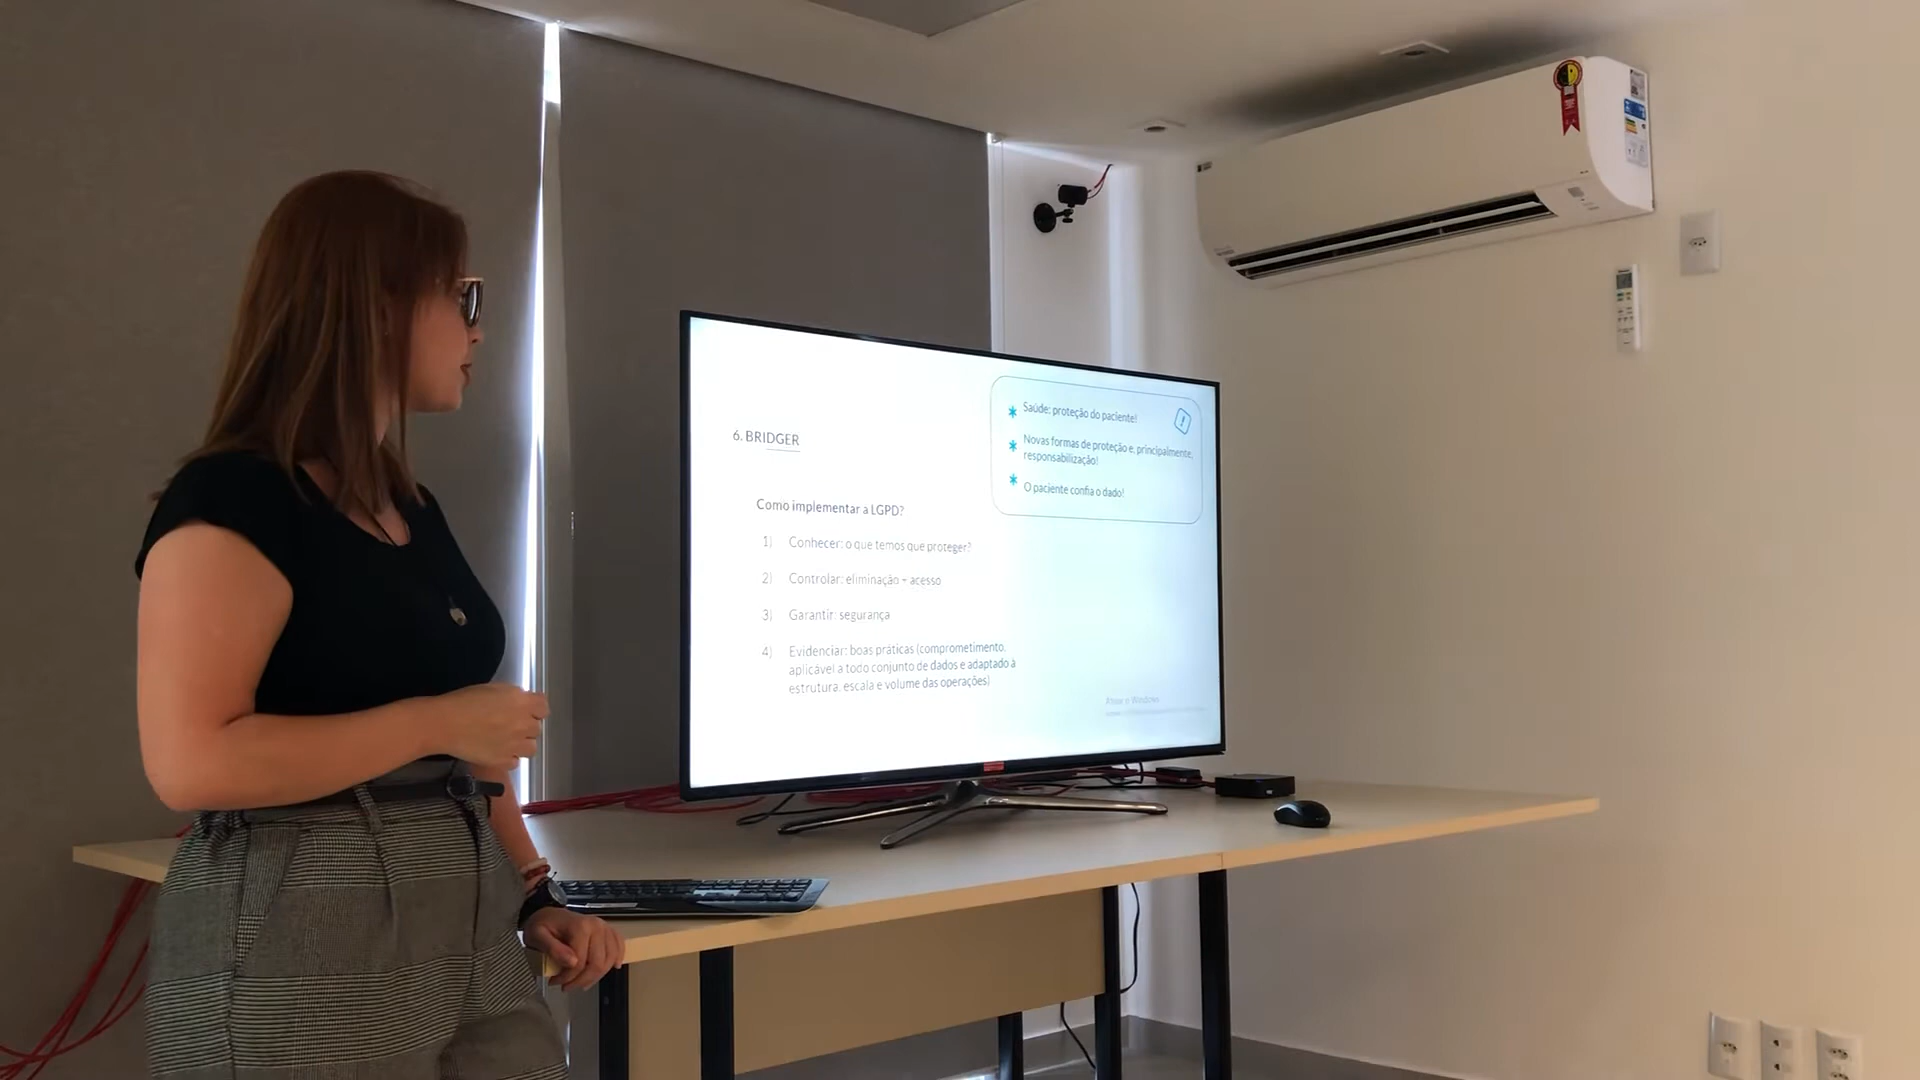 6. BRIDGER
Como implementar a LGPD?
1) Conhecer: o que temos que proteger?
2) Controlar: eliminação + acesso
3) Garantir: segurança
4) Evidenciar: boas práticas (comprometimento,
aplicável a todo conjunto de dados e adaptado à
estrutura, escala e volume das operações)
Saúde: proteção do paciente!
Novas formas de proteção e, principalmente,
responsabilização!
O paciente confia o dado!
Ativar o Windows